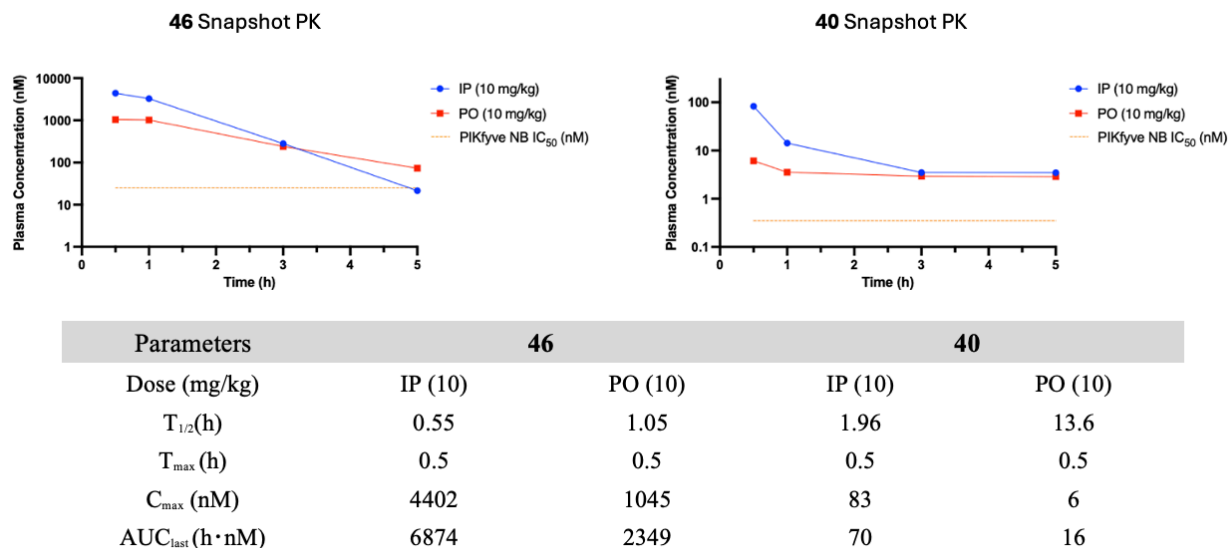 46 Snapshot PK
Plasma Concentration (nM)
10000
1000
100
10
1
0 1 2 3 4 5
Time (h)
IP (10 mg/kg)
PO (10 mg/kg)
PIKfyve NB IC50 (nM)
40 Snapshot PK
Plasma Concentration (nM)
100
10
1
0.1
0 1 2 3 4 5
Time (h)
IP (10 mg/kg)
PO (10 mg/kg)
PIKfyve NB IC50 (nM)
Parameters 46 40
Dose (mg/kg) IP (10) PO (10) IP (10) PO (10)
T1/2(h) 0.55 1.05 1.96 13.6
Tmax (h) 0.5 0.5 0.5 0.5
Cmax (nM) 4402 1045 83 6
AUClast (h·nM) 6874 2349 70 16